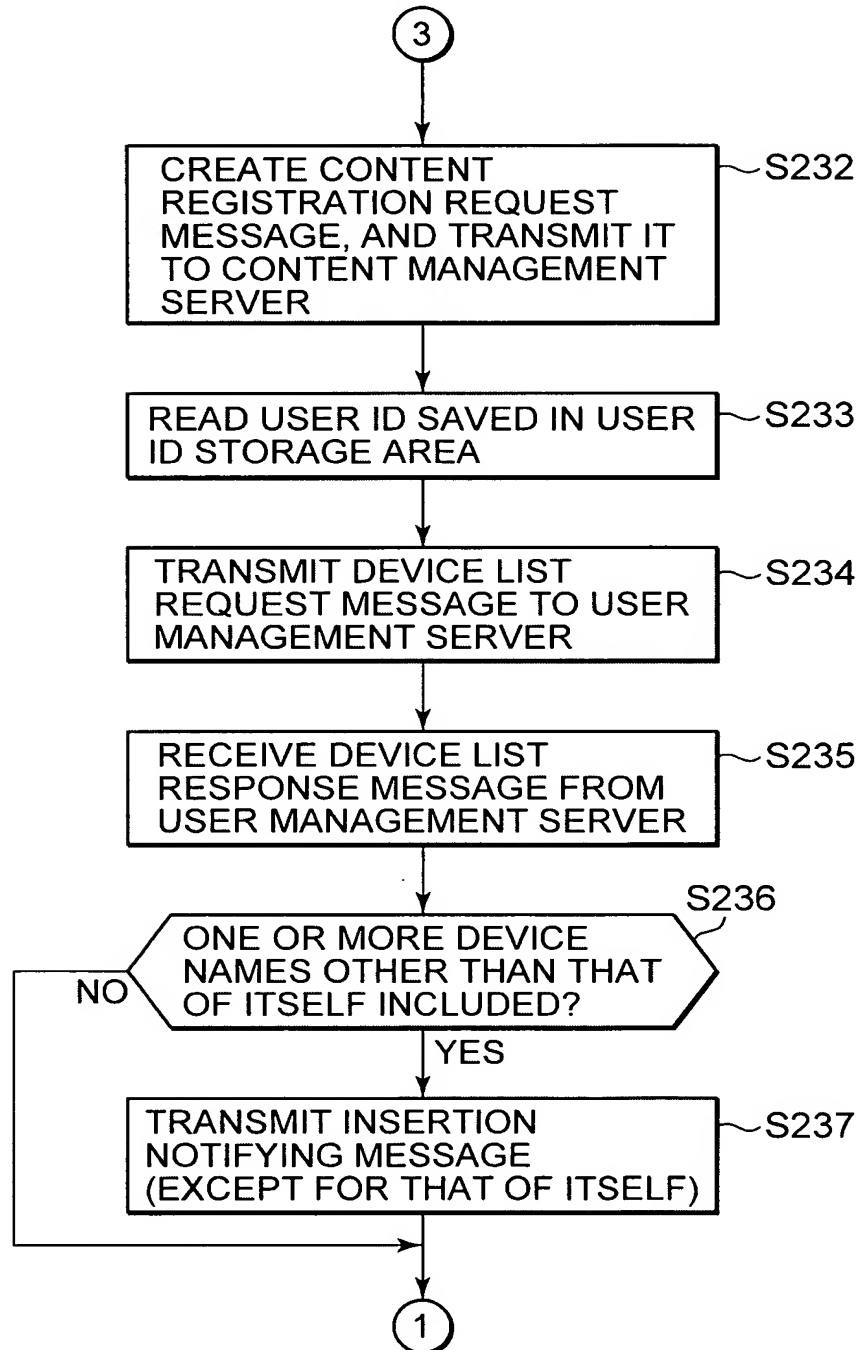 3
CREATE CONTENT
REGISTRATION REQUEST
MESSAGE, AND TRANSMIT IT
TO CONTENT MANAGEMENT
SERVER
S232
READ USER ID SAVED IN USER
ID STORAGE AREA
S233
TRANSMIT DEVICE LIST
REQUEST MESSAGE TO USER
MANAGEMENT SERVER
S234
RECEIVE DEVICE LIST
RESPONSE MESSAGE FROM
USER MANAGEMENT SERVER
S235
S236
ONE OR MORE DEVICE
NAMES OTHER THAN THAT
OF ITSELF INCLUDED?
NO
YES
TRANSMIT INSERTION
NOTIFYING MESSAGE
(EXCEPT FOR THAT OF ITSELF)
S237
1